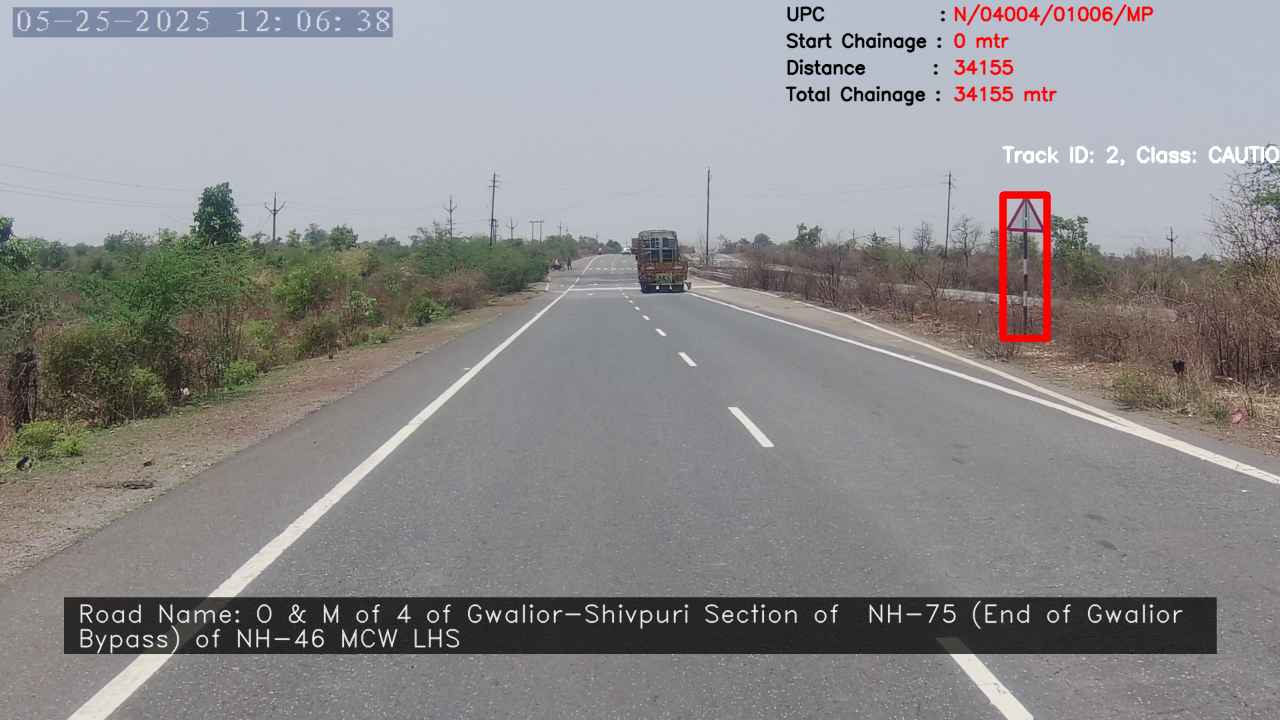 05-25-2025 12:06:38
UPC : N/04004/01006/MP
Start Chainage : 0 mtr
Distance : 34155
Total Chainage : 34155 mtr
Track ID: 2, Class: CAUTIO
Road Name: O & M of 4 of Gwalior-Shivpuri Section of NH-75 (End of Gwalior
Bypass) of NH-46 MCW LHS